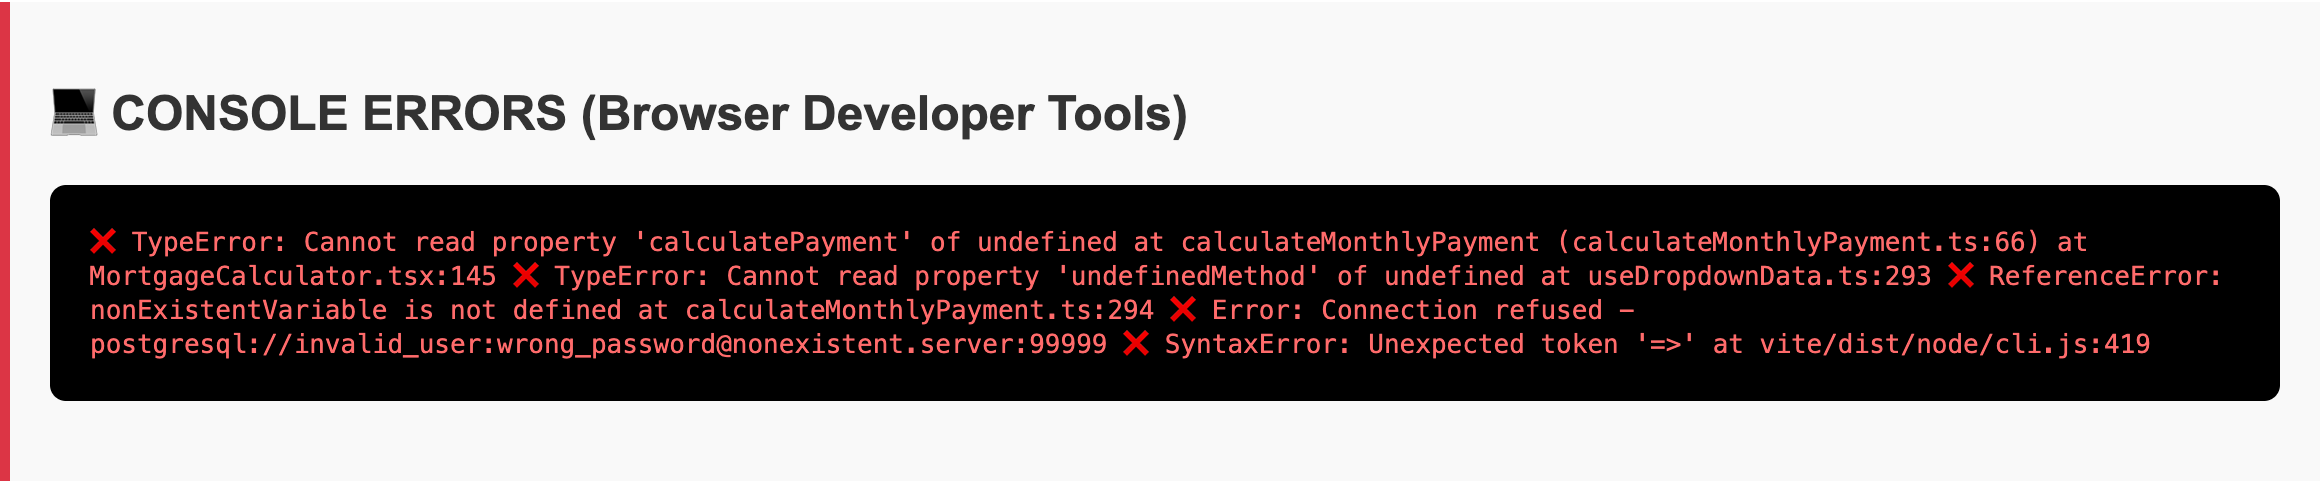 💻 CONSOLE ERRORS (Browser Developer Tools)
❌ TypeError: Cannot read property 'calculatePayment' of undefined at calculateMonthlyPayment (calculateMonthlyPayment.ts:66) at
MortgageCalculator.tsx:145 ❌ TypeError: Cannot read property 'undefinedMethod' of undefined at useDropdownData.ts:293 ❌ ReferenceError:
nonExistentVariable is not defined at calculateMonthlyPayment.ts:294 ❌ Error: Connection refused –
postgresql://invalid_user:wrong_password@nonexistent.server:99999 ❌ SyntaxError: Unexpected token '=>' at vite/dist/node/cli.js:419